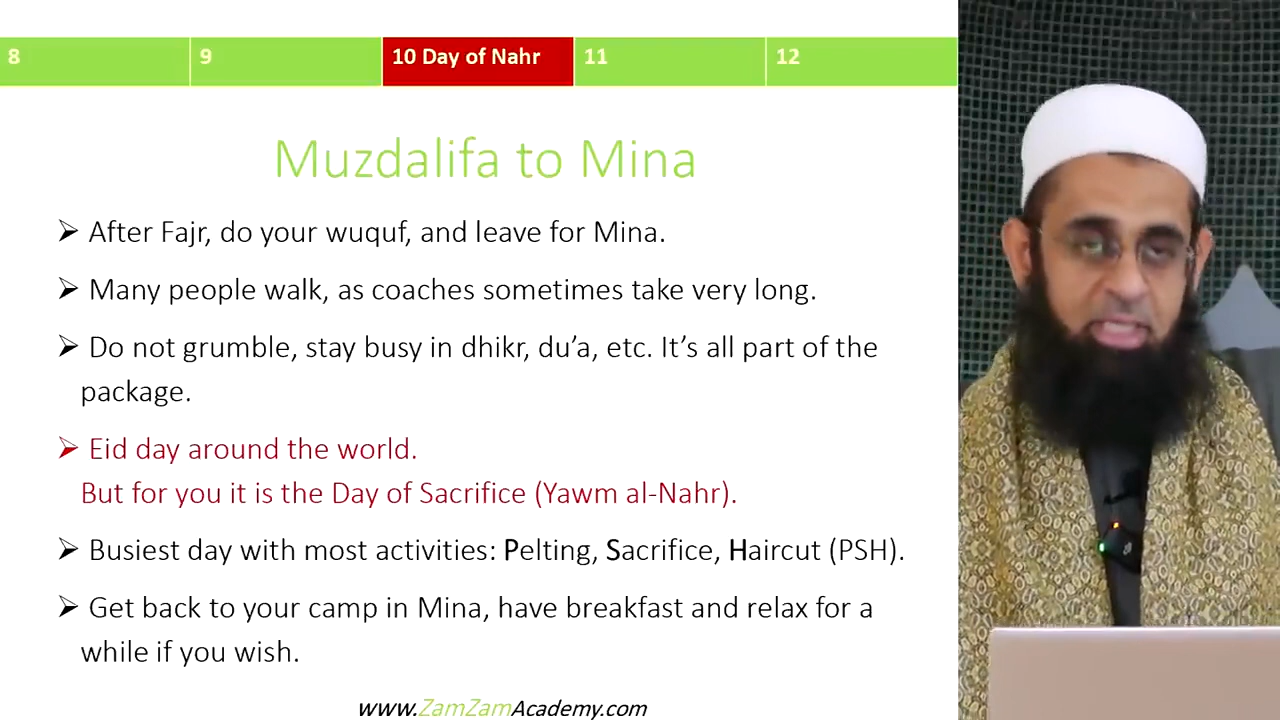 8 9 10 Day of Nahr 11 12
Muzdalifa to Mina
➢ After Fajr, do your wuquf, and leave for Mina.
➢ Many people walk, as coaches sometimes take very long.
➢ Do not grumble, stay busy in dhikr, du’a, etc. It’s all part of the
package.
➢ Eid day around the world.
But for you it is the Day of Sacrifice (Yawm al-Nahr).
➢ Busiest day with most activities: Pelting, Sacrifice, Haircut (PSH).
➢ Get back to your camp in Mina, have breakfast and relax for a
while if you wish.
www.ZamZamAcademy.com